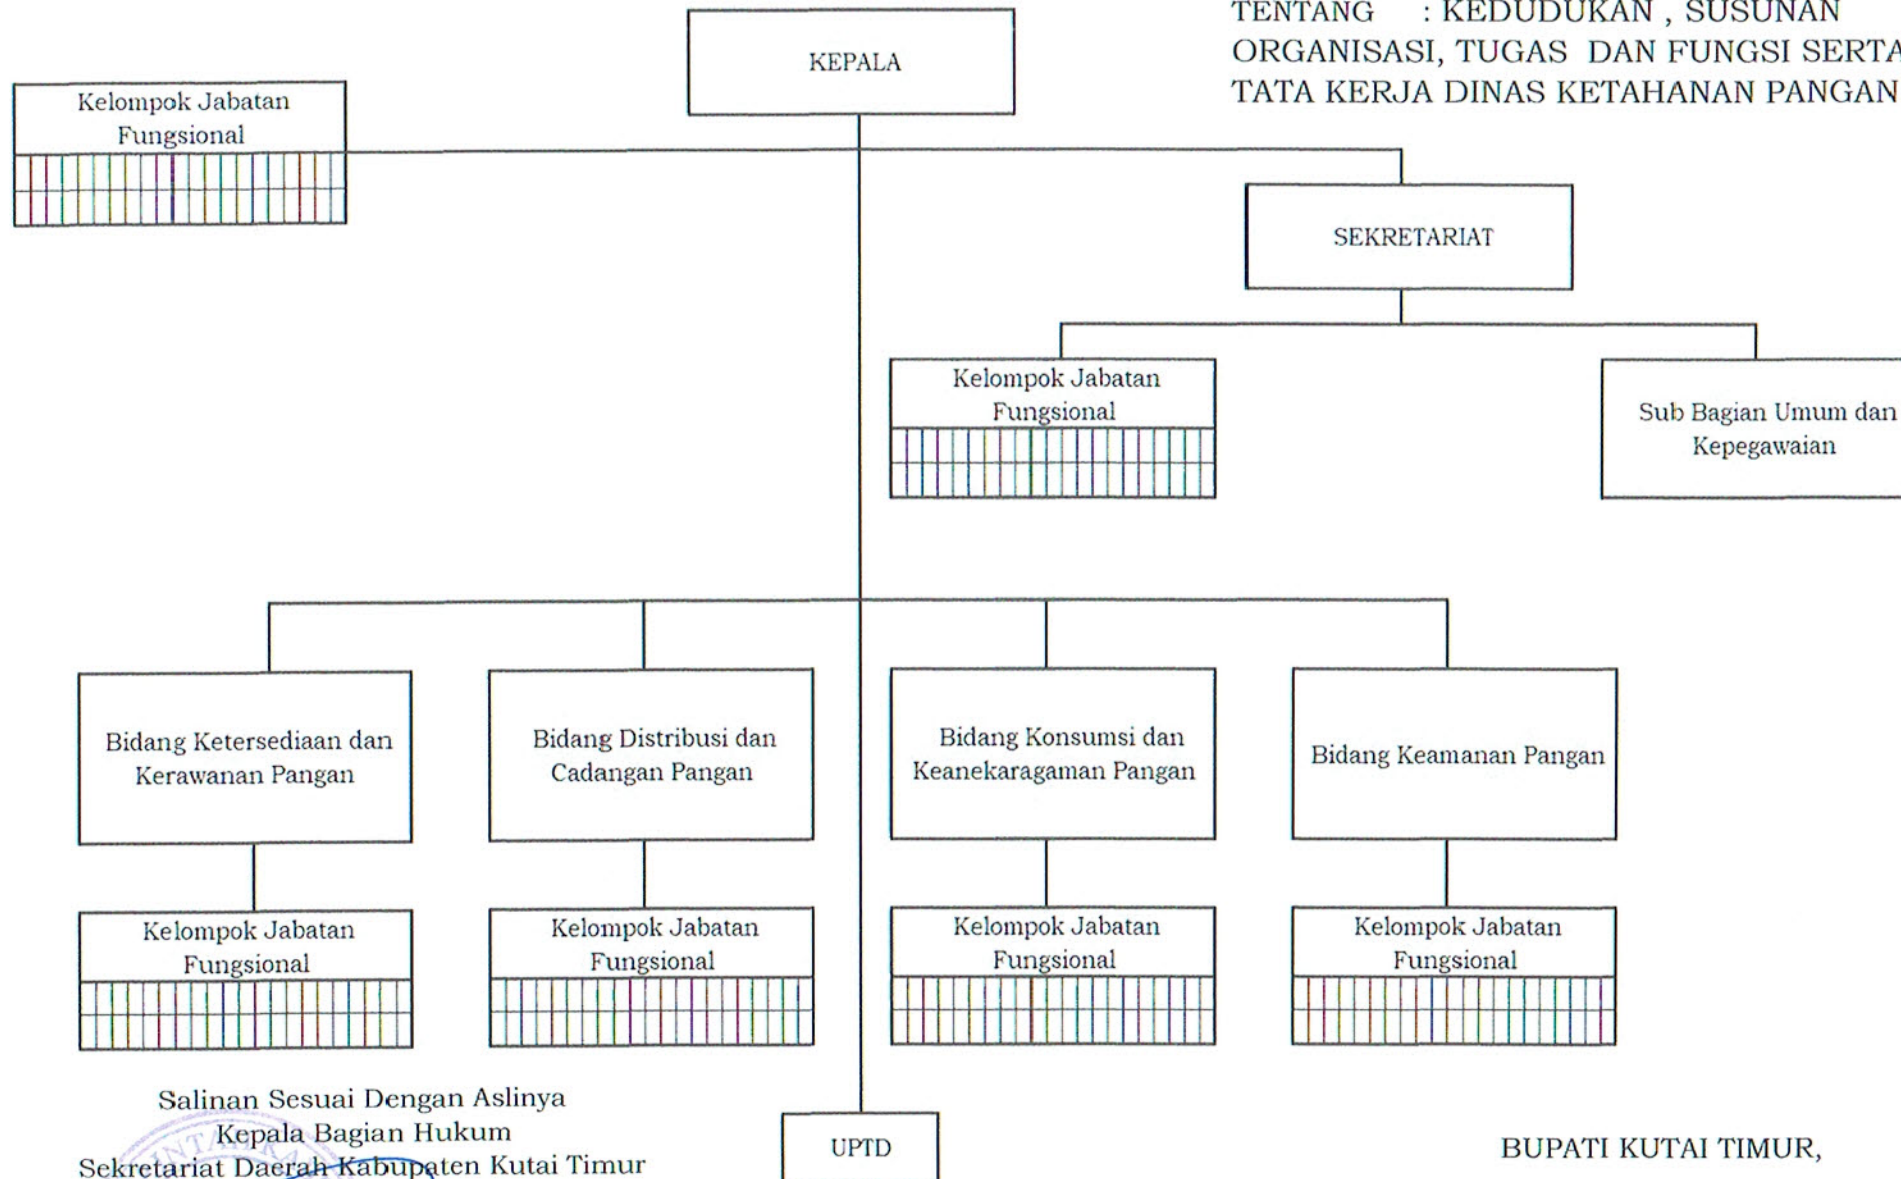 TENTANG : KEDUDUKAN , SUSUNAN
ORGANISASI, TUGAS DAN FUNGSI SERTA
TATA KERJA DINAS KETAHANAN PANGAN
KEPALA
Kelompok Jabatan
Fungsional
SEKRETARIAT
Kelompok Jabatan
Fungsional
Sub Bagian Umum dan
Kepegawaian
Bidang Ketersediaan dan
Kerawanan Pangan
Bidang Distribusi dan
Cadangan Pangan
Bidang Konsumsi dan
Keanekaragaman Pangan
Bidang Keamanan Pangan
Kelompok Jabatan
Fungsional
Kelompok Jabatan
Fungsional
Kelompok Jabatan
Fungsional
Kelompok Jabatan
Fungsional
Salinan Sesuai Dengan Aslinya
Kepala Bagian Hukum
Sekretariat Daerah Kabupaten Kutai Timur
UPTD
BUPATI KUTAI TIMUR,